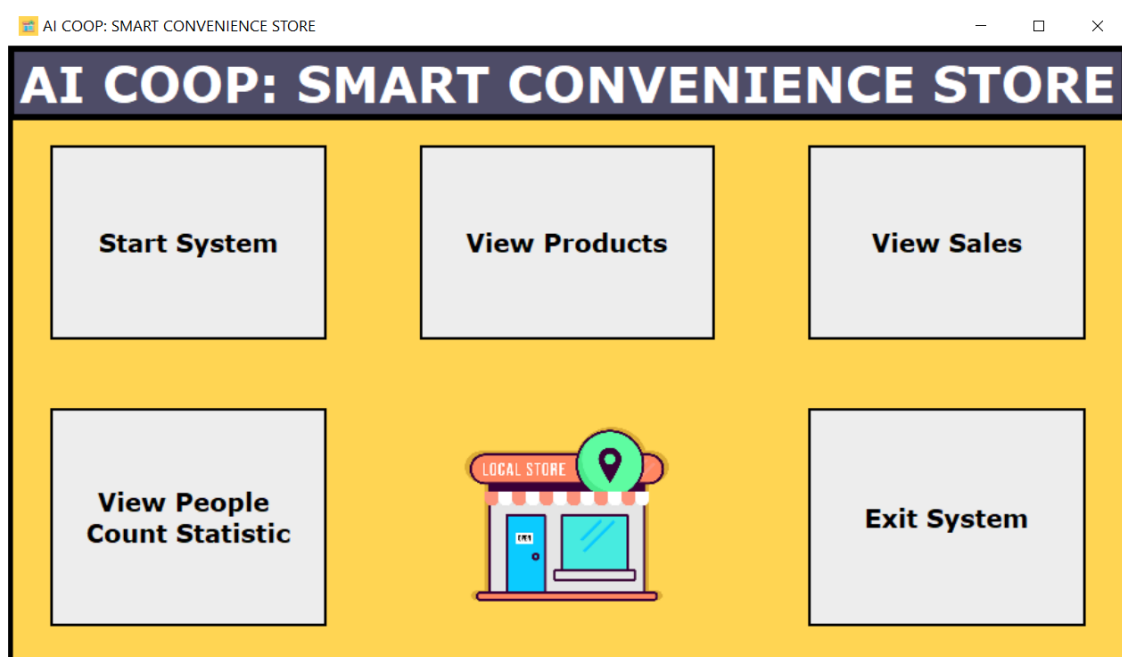 AI COOP: SMART CONVENIENCE STORE
AI COOP: SMART CONVENIENCE STORE
Start System
View Products
View Sales
View People
Count Statistic
LOCAL STORE
Exit System